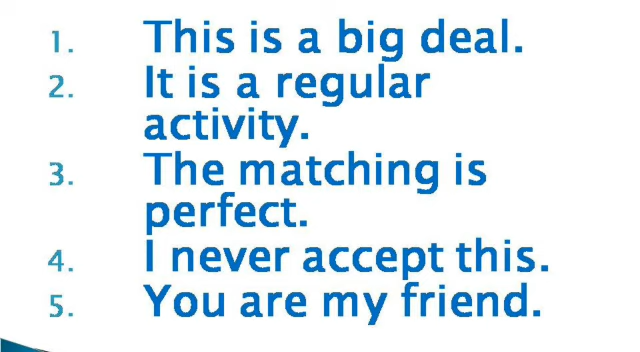 1. This is a big deal.
2. It is a regular
activity.
3. The matching is
perfect.
4. I never accept this.
5. You are my friend.